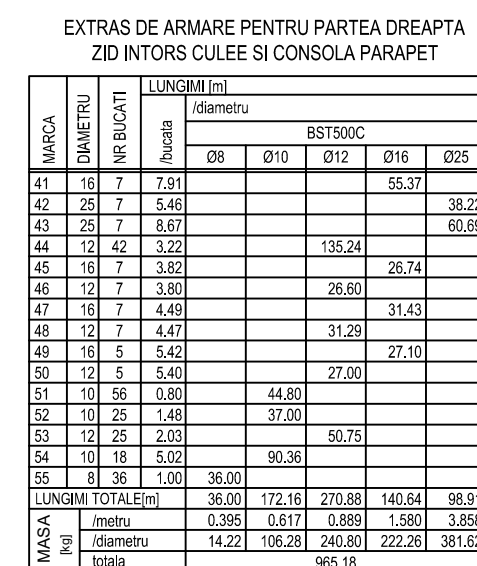 EXTRAS DE ARMARE PENTRU PARTEA DREAPTA
ZID INTORS CULEE SI CONSOLA PARAPET
MARCA DIAMETRU NR BUCATI LUNGIMI [m]
/bucata /diametru
BST500C
Ø8 Ø10 Ø12 Ø16 Ø25
41 16 7 7.91 55.37
42 25 7 5.46 38.22
43 25 7 8.67 60.69
44 12 42 3.22 135.24
45 16 7 3.82 26.74
46 12 7 3.80 26.60
47 16 7 4.49 31.43
48 12 7 4.47 31.29
49 16 5 5.42 27.10
50 12 5 5.40 27.00
51 10 56 0.80 44.80
52 10 25 1.48 37.00
53 12 25 2.03 50.75
54 10 18 5.02 90.36
55 8 36 1.00 36.00
LUNGIMI TOTALE[m] 36.00 172.16 270.88 140.64 98.91
MASA [kg] /metru 0.395 0.617 0.889 1.580 3.858
/diametru 14.22 106.28 240.80 222.26 381.62
totala 965.18